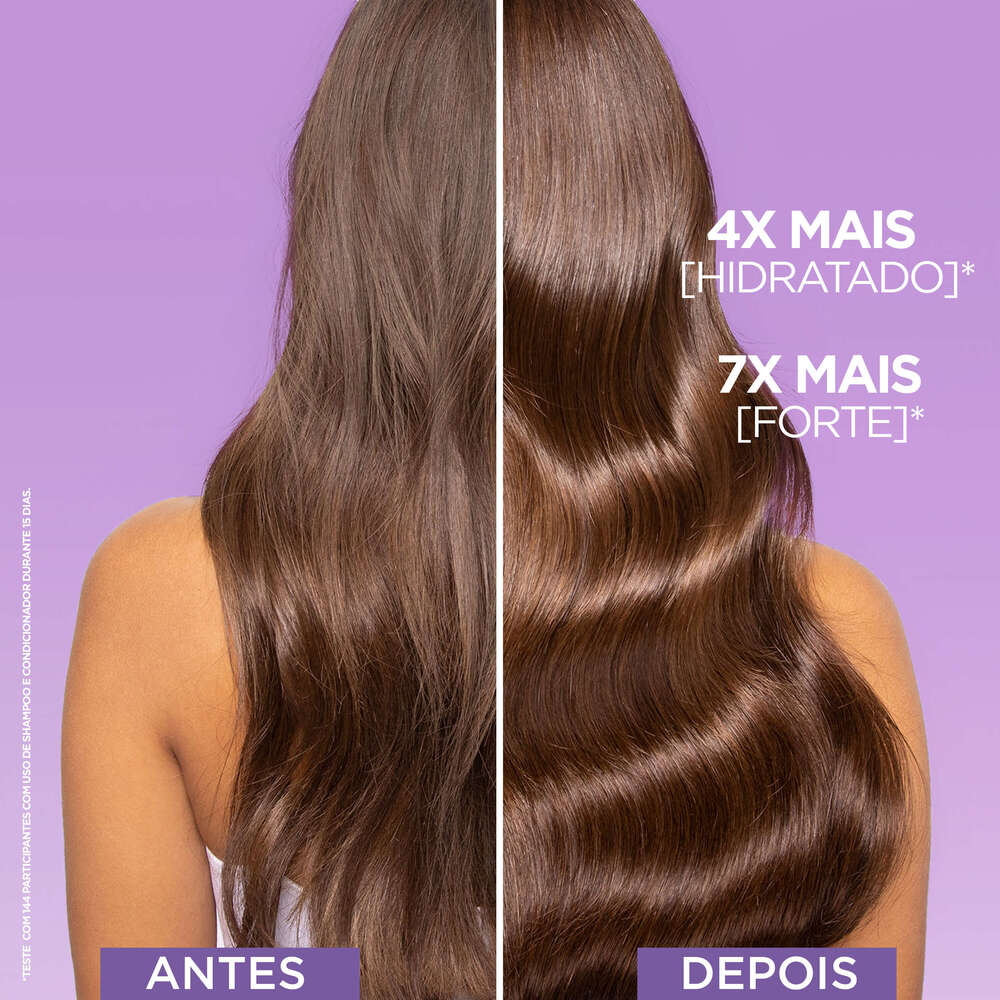 4X MAIS
[HIDRATADO]*
7X MAIS
[FORTE]*
*TESTE COM 144 PARTICIPANTES COM USO DE SHAMPOO E CONDICIONADOR DURANTE 15 DIAS.
ANTES
DEPOIS